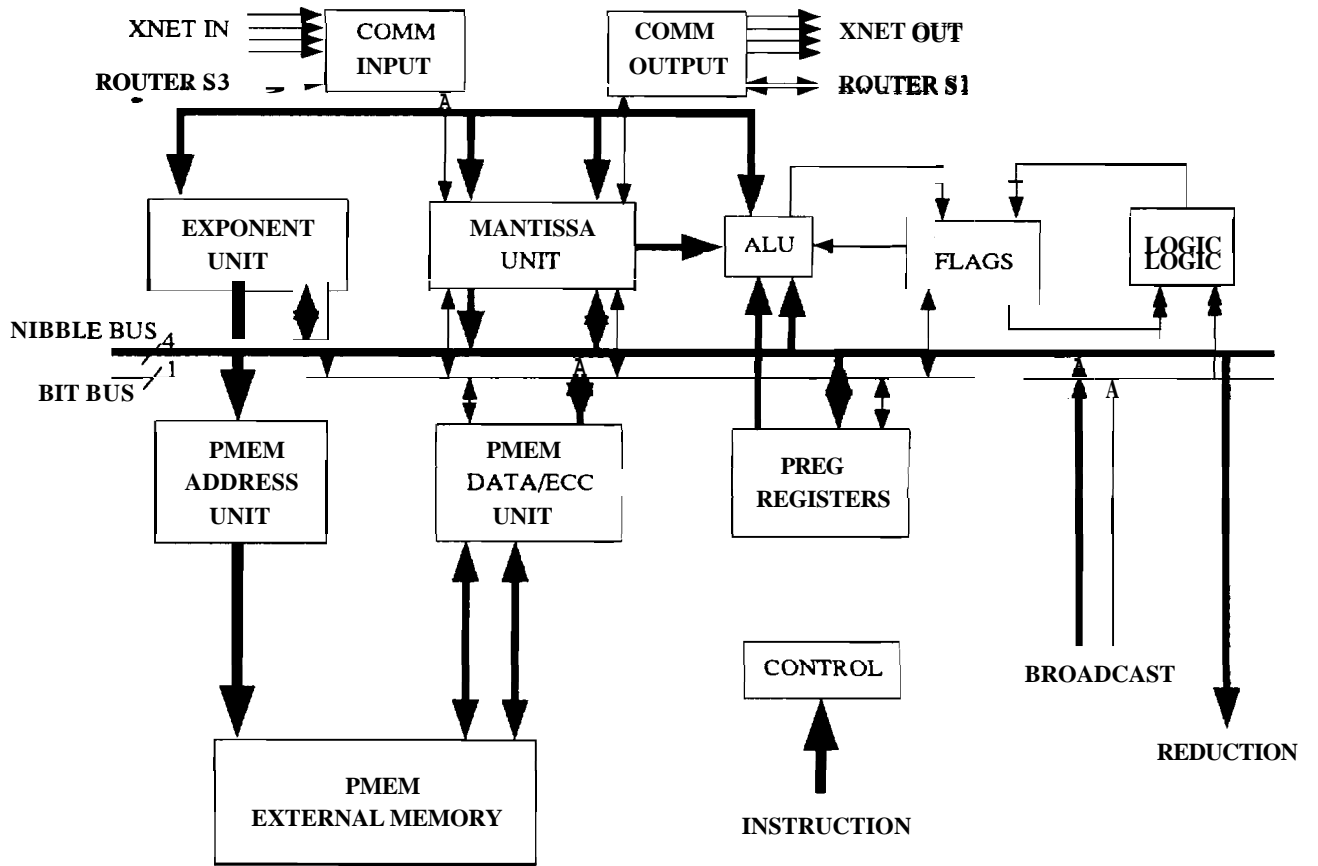 XNET IN
COMM
INPUT
COMM
OUTPUT
XNET OUT
ROUTER S3
ROUTER S1
EXPONENT
UNIT
MANTISSA
UNIT
ALU
FLAGS
LOGIC
NIBBLE BUS
4
BIT BUS
1
PMEM
ADDRESS
UNIT
PMEM
DATA/ECC
UNIT
PREG
REGISTERS
CONTROL
BROADCAST
REDUCTION
PMEM
EXTERNAL MEMORY
INSTRUCTION